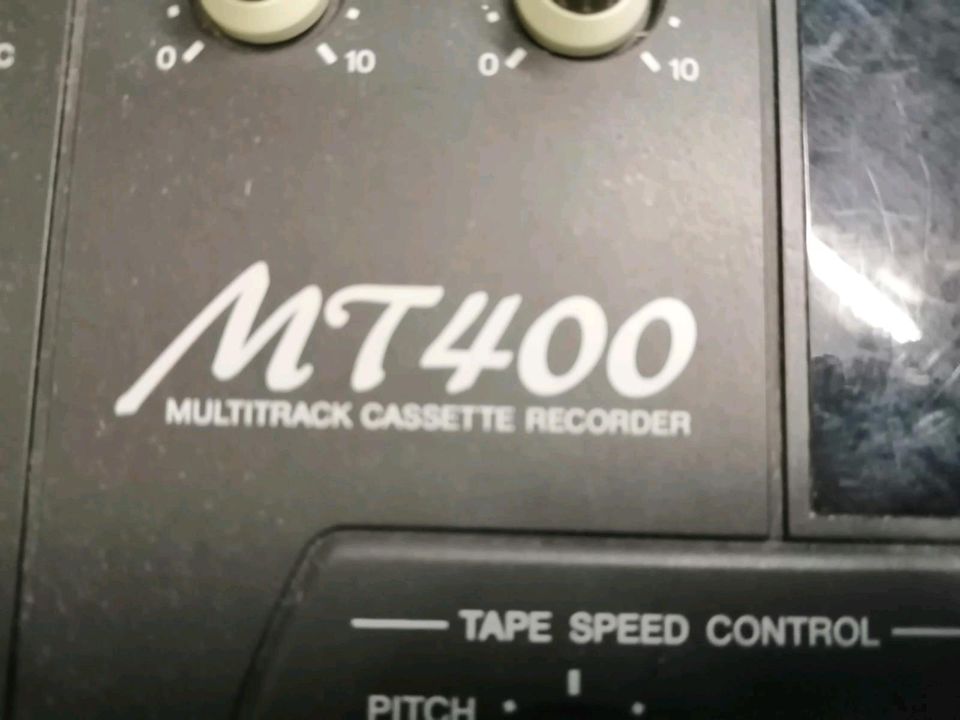 C
0 10 0 10
MT400
MULTITRACK CASSETTE RECORDER
TAPE SPEED CONTROL
PITCH